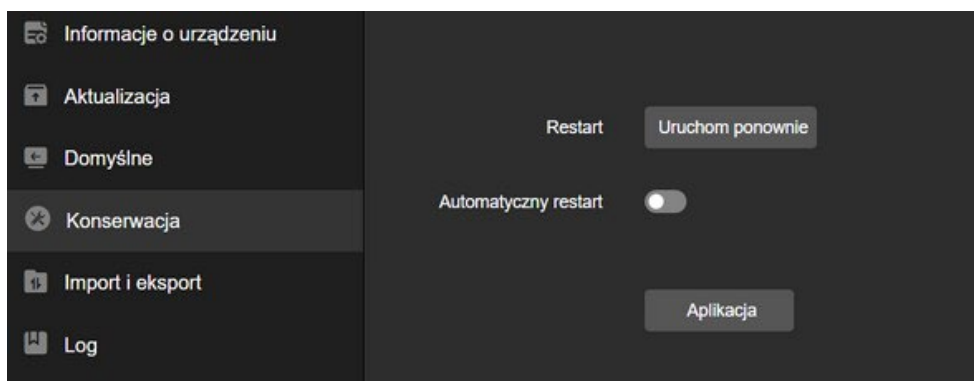 Informacje o urządzeniu
Aktualizacja
Domyślne
Konserwacja
Import i eksport
Log
Restart
Uruchom ponownie
Automatyczny restart
Aplikacja